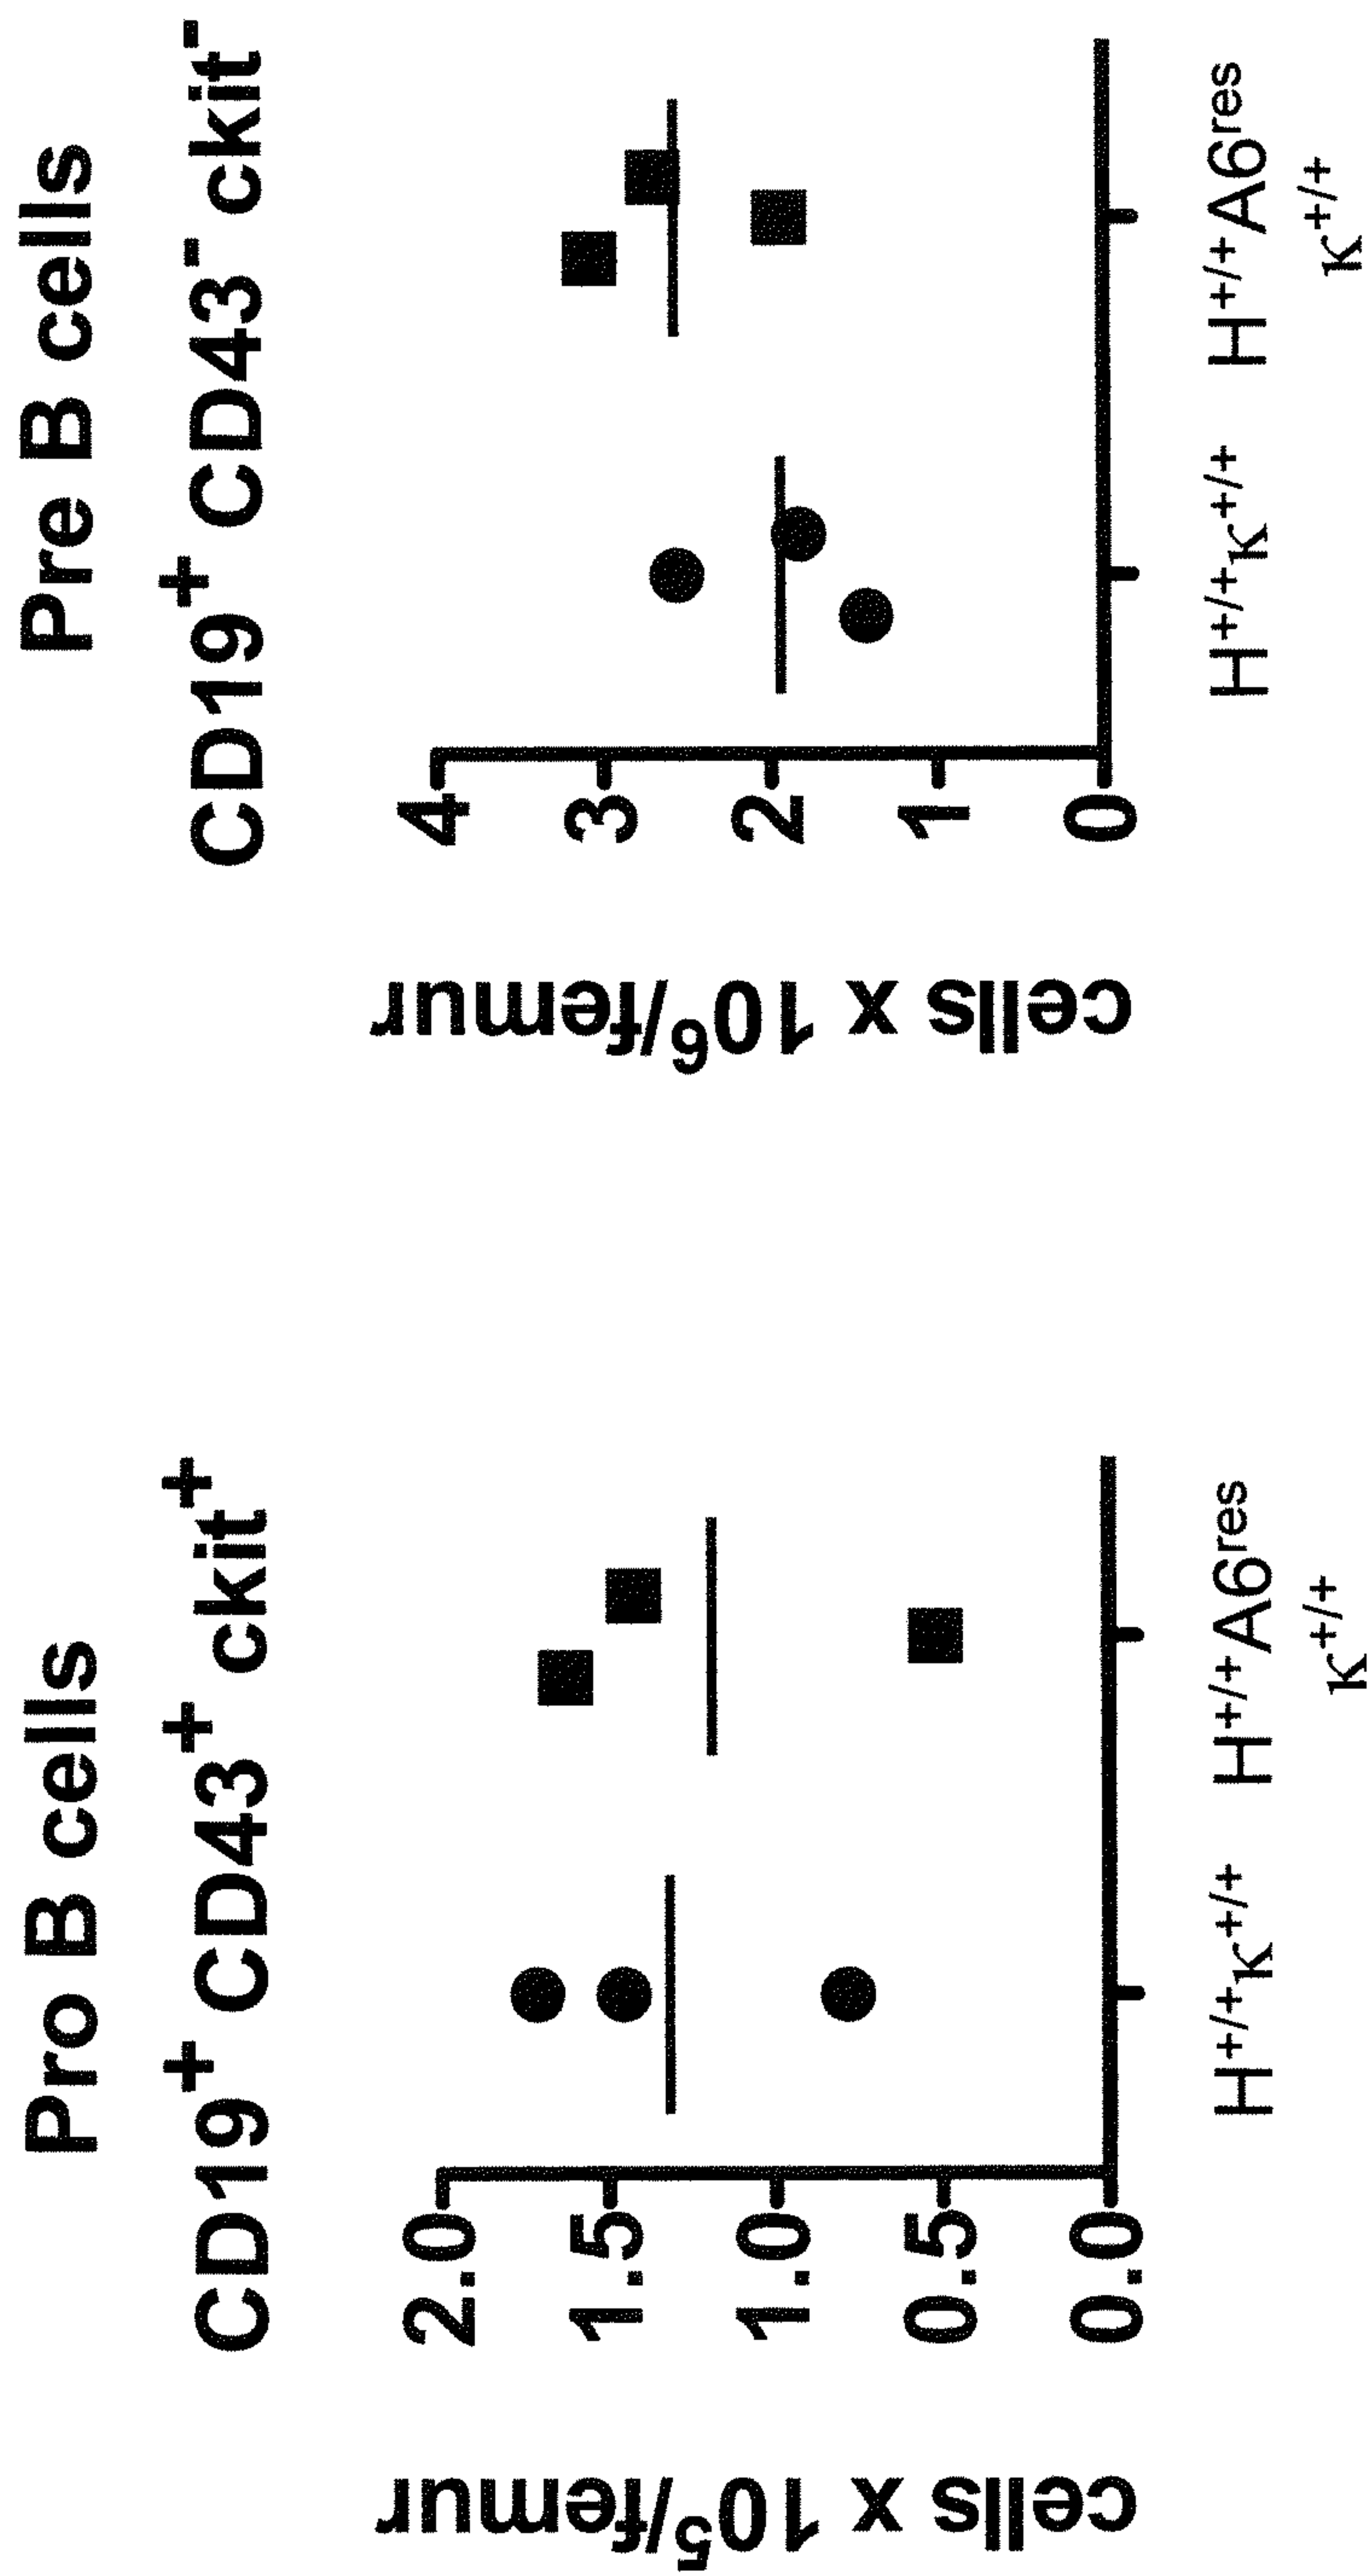 Pro B cells
CD19⁺ CD43⁺ ckit⁺
cells x 10⁵/femur
2.0
1.5
1.0
0.5
0.0
H⁺/⁺κ⁺/⁺ H⁺/⁺A6ʳᵉˢ
κ⁺/⁺
Pre B cells
CD19⁺ CD43⁻ ckit⁻
cells x 10⁶/femur
4
3
2
1
0
H⁺/⁺κ⁺/⁺ H⁺/⁺A6ʳᵉˢ
κ⁺/⁺